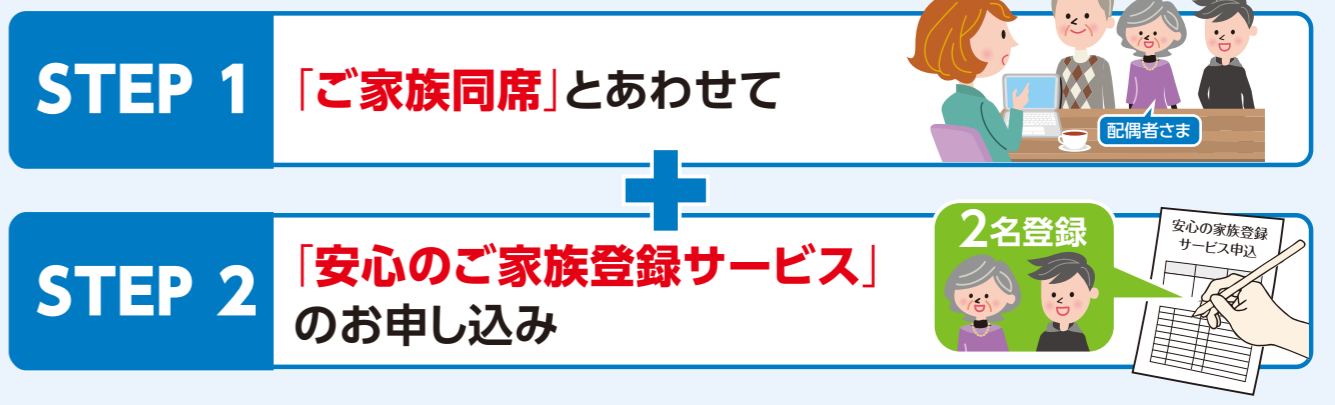 STEP 1
「ご家族同席」とあわせて
配偶者さま
STEP 2
「安心のご家族登録サービス」
のお申し込み
2名登録
安心の家族登録
サービス申込